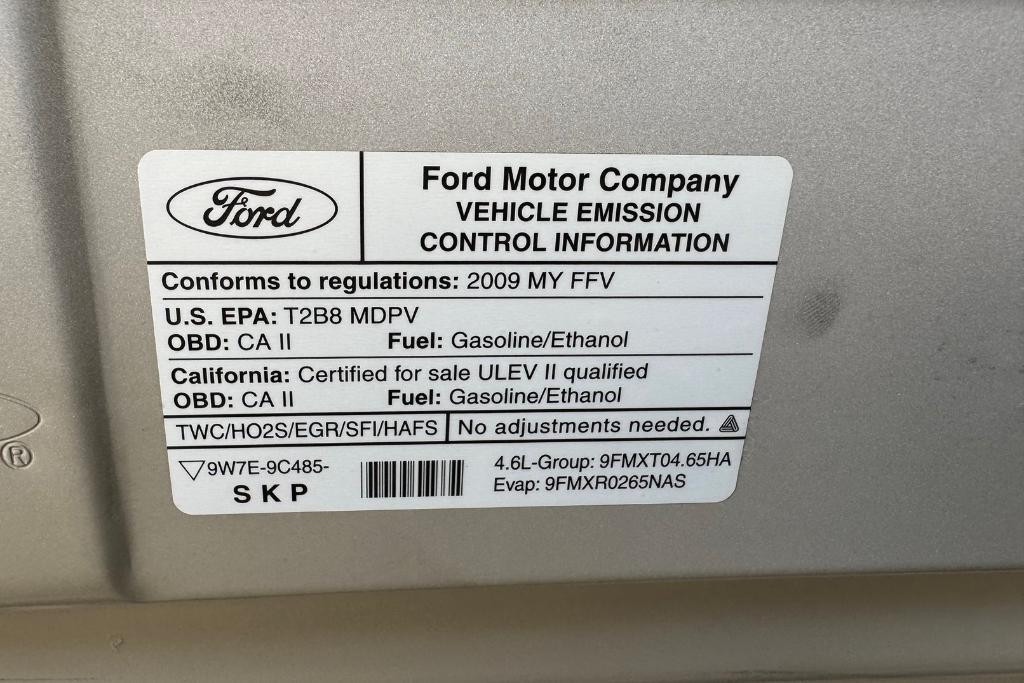 Ford
Ford Motor Company
VEHICLE EMISSION
CONTROL INFORMATION
Conforms to regulations: 2009 MY FFV
U.S. EPA: T2B8 MDPV
OBD: CA II Fuel: Gasoline/Ethanol
California: Certified for sale ULEV II qualified
OBD: CA II Fuel: Gasoline/Ethanol
TWC/HO2S/EGR/SFI/HAFS No adjustments needed.
9W7E-9C485-
SKP
4.6L-Group: 9FMXT04.65HA
Evap: 9FMXR0265NAS
®